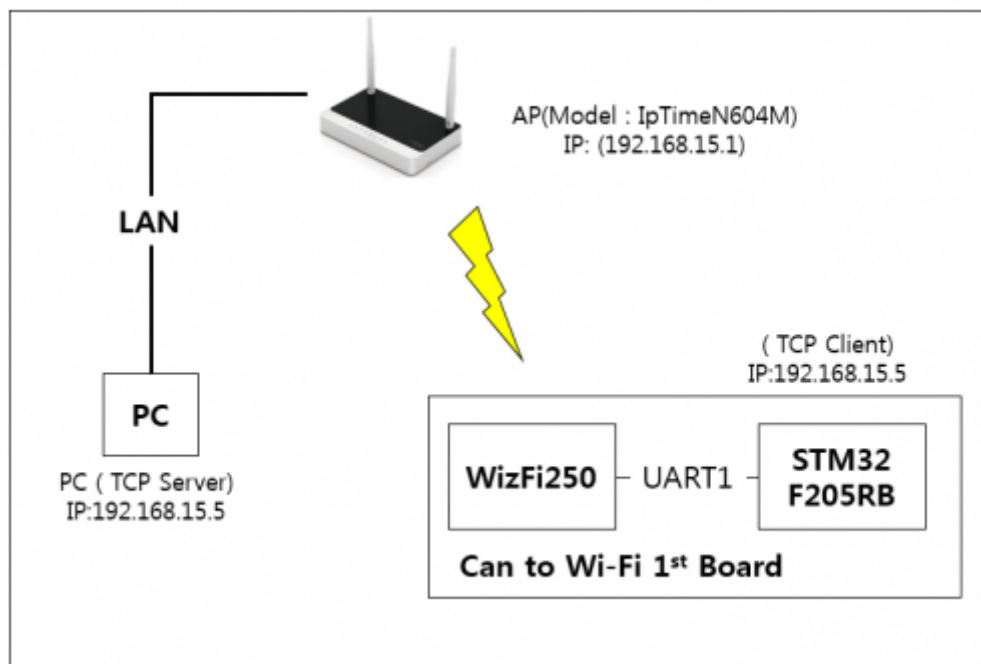 AP(Model : IpTimeN604M)
IP: (192.168.15.1)
LAN
PC
PC ( TCP Server)
IP:192.168.15.5
( TCP Client)
IP:192.168.15.5
WizFi250
UART1
STM32
F205RB
Can to Wi-Fi 1st Board